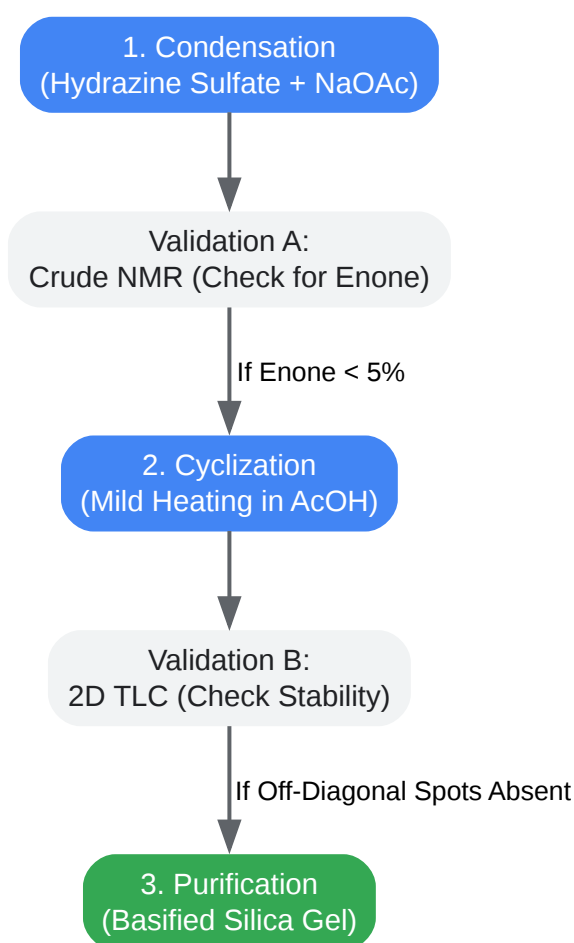 1. Condensation
(Hydrazine Sulfate + NaOAc)
Validation A:
Crude NMR (Check for Enone)
If Enone < 5%
2. Cyclization
(Mild Heating in AcOH)
Validation B:
2D TLC (Check Stability)
If Off-Diagonal Spots Absent
3. Purification
(Basified Silica Gel)